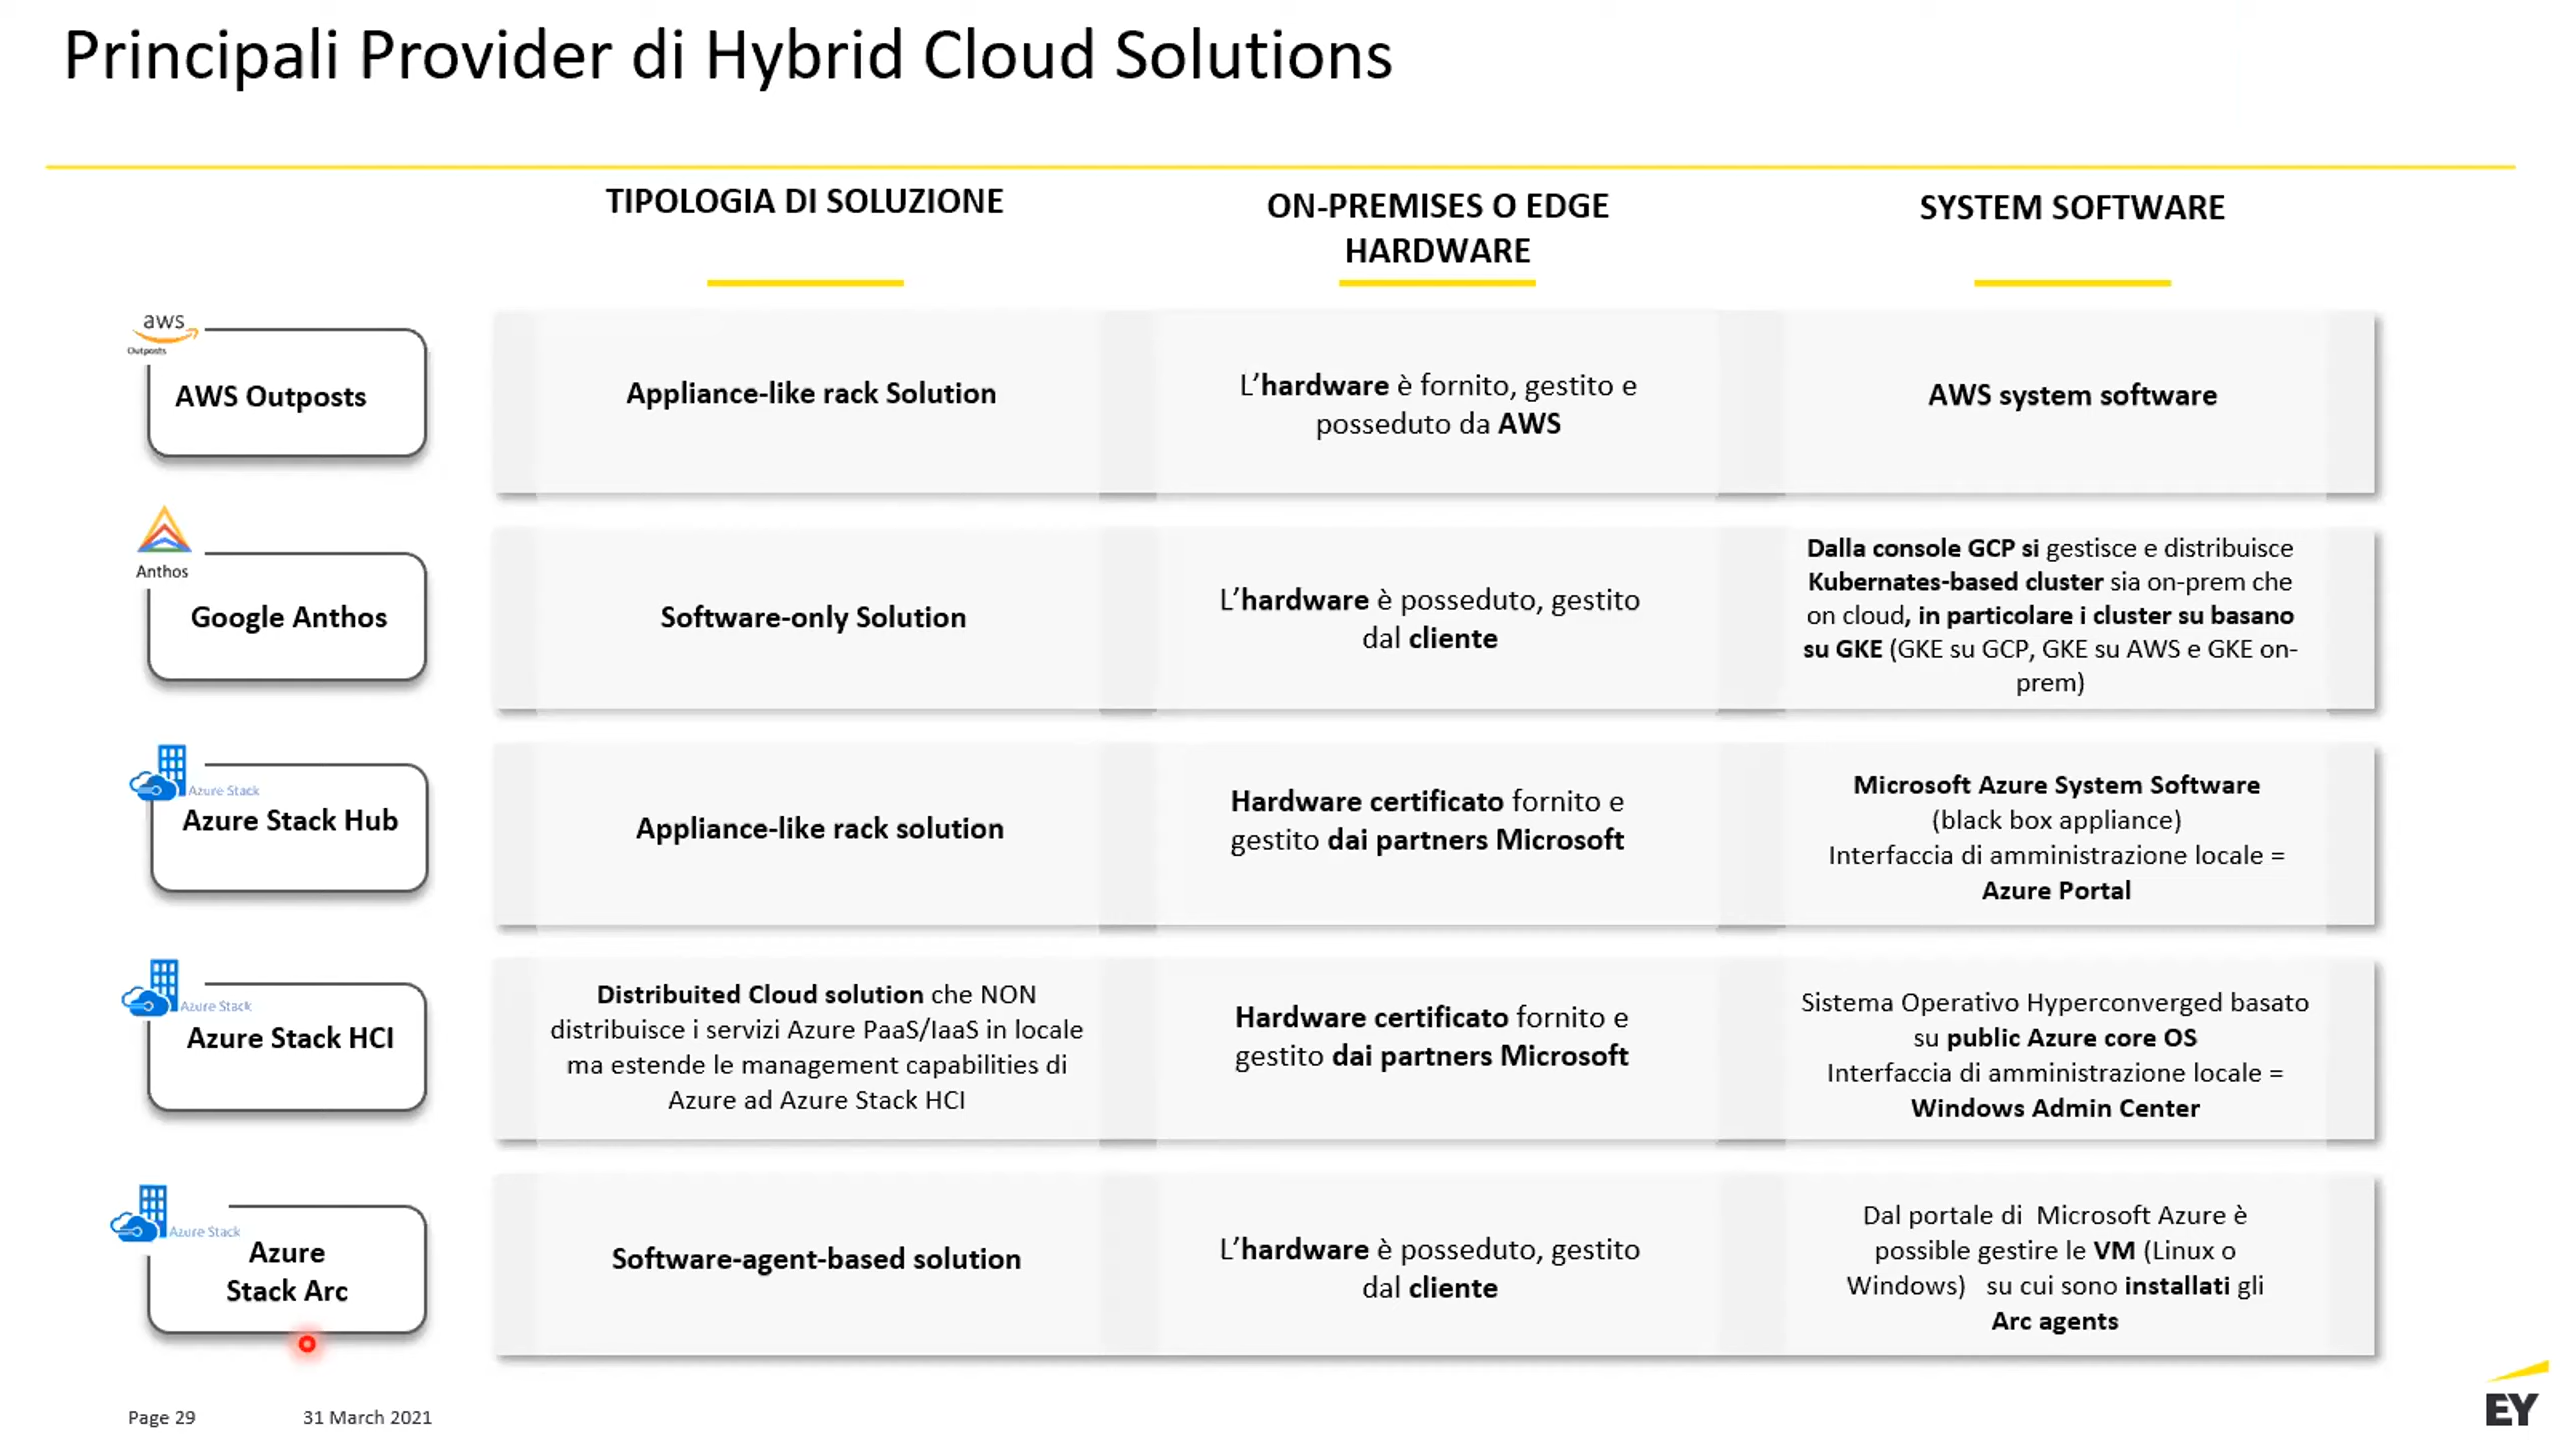 Principali Provider di Hybrid Cloud Solutions
TIPOLOGIA DI SOLUZIONE
ON-PREMISES O EDGE
HARDWARE
SYSTEM SOFTWARE
aws
Outposts
AWS Outposts
Appliance-like rack Solution
L’hardware è fornito, gestito e
posseduto da AWS
AWS system software
Anthos
Google Anthos
Software-only Solution
L’hardware è posseduto, gestito
dal cliente
Dalla console GCP si gestisce e distribuisce
Kubernates-based cluster sia on-prem che
on cloud, in particolare i cluster su basano
su GKE (GKE su GCP, GKE su AWS e GKE on-
prem)
Azure Stack
Azure Stack Hub
Appliance-like rack solution
Hardware certificato fornito e
gestito dai partners Microsoft
Microsoft Azure System Software
(black box appliance)
Interfaccia di amministrazione locale =
Azure Portal
Azure Stack
Azure Stack HCI
Distribuited Cloud solution che NON
distribuisce i servizi Azure PaaS/IaaS in locale
ma estende le management capabilities di
Azure ad Azure Stack HCI
Hardware certificato fornito e
gestito dai partners Microsoft
Sistema Operativo Hyperconverged basato
su public Azure core OS
Interfaccia di amministrazione locale =
Windows Admin Center
Azure Stack
Azure
Stack Arc
Software-agent-based solution
L’hardware è posseduto, gestito
dal cliente
Dal portale di Microsoft Azure è
possible gestire le VM (Linux o
Windows) su cui sono installati gli
Arc agents
Page 29
31 March 2021
EY